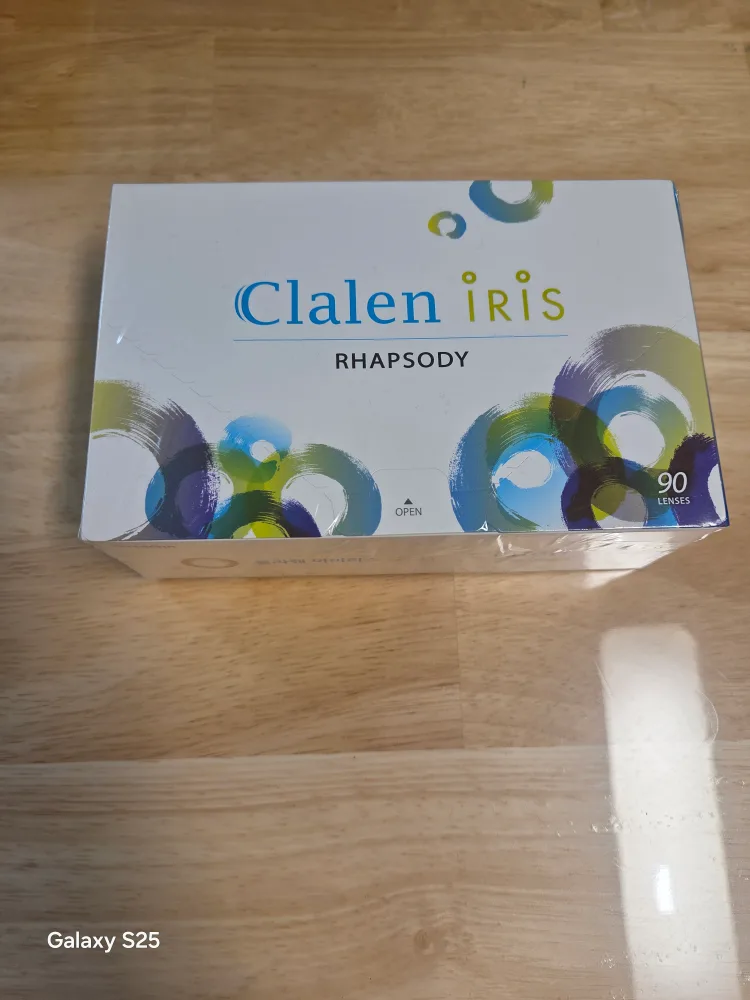 Clalen iRiS
RHAPSODY
90
LENSES
OPEN
Galaxy S25